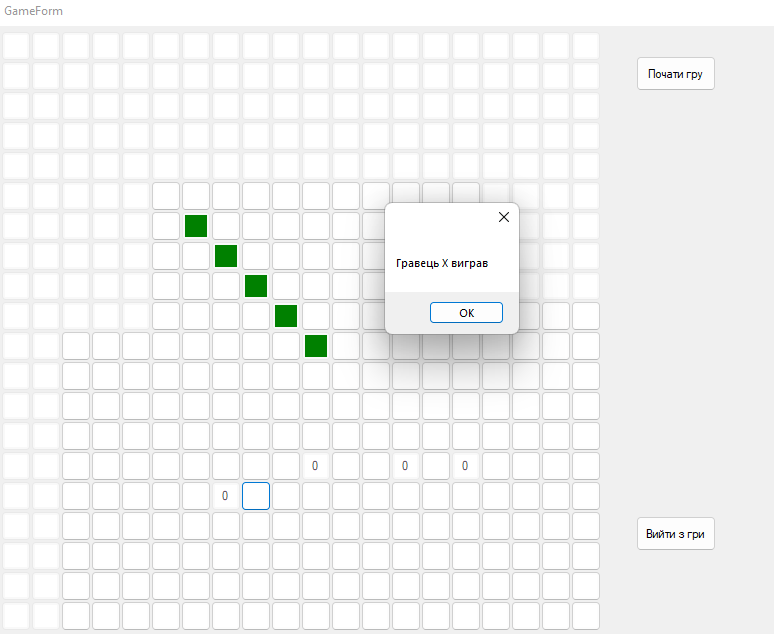 GameForm
Почати гру
Гравець X виграв
OK
0 0 0
0
Вийти з гри